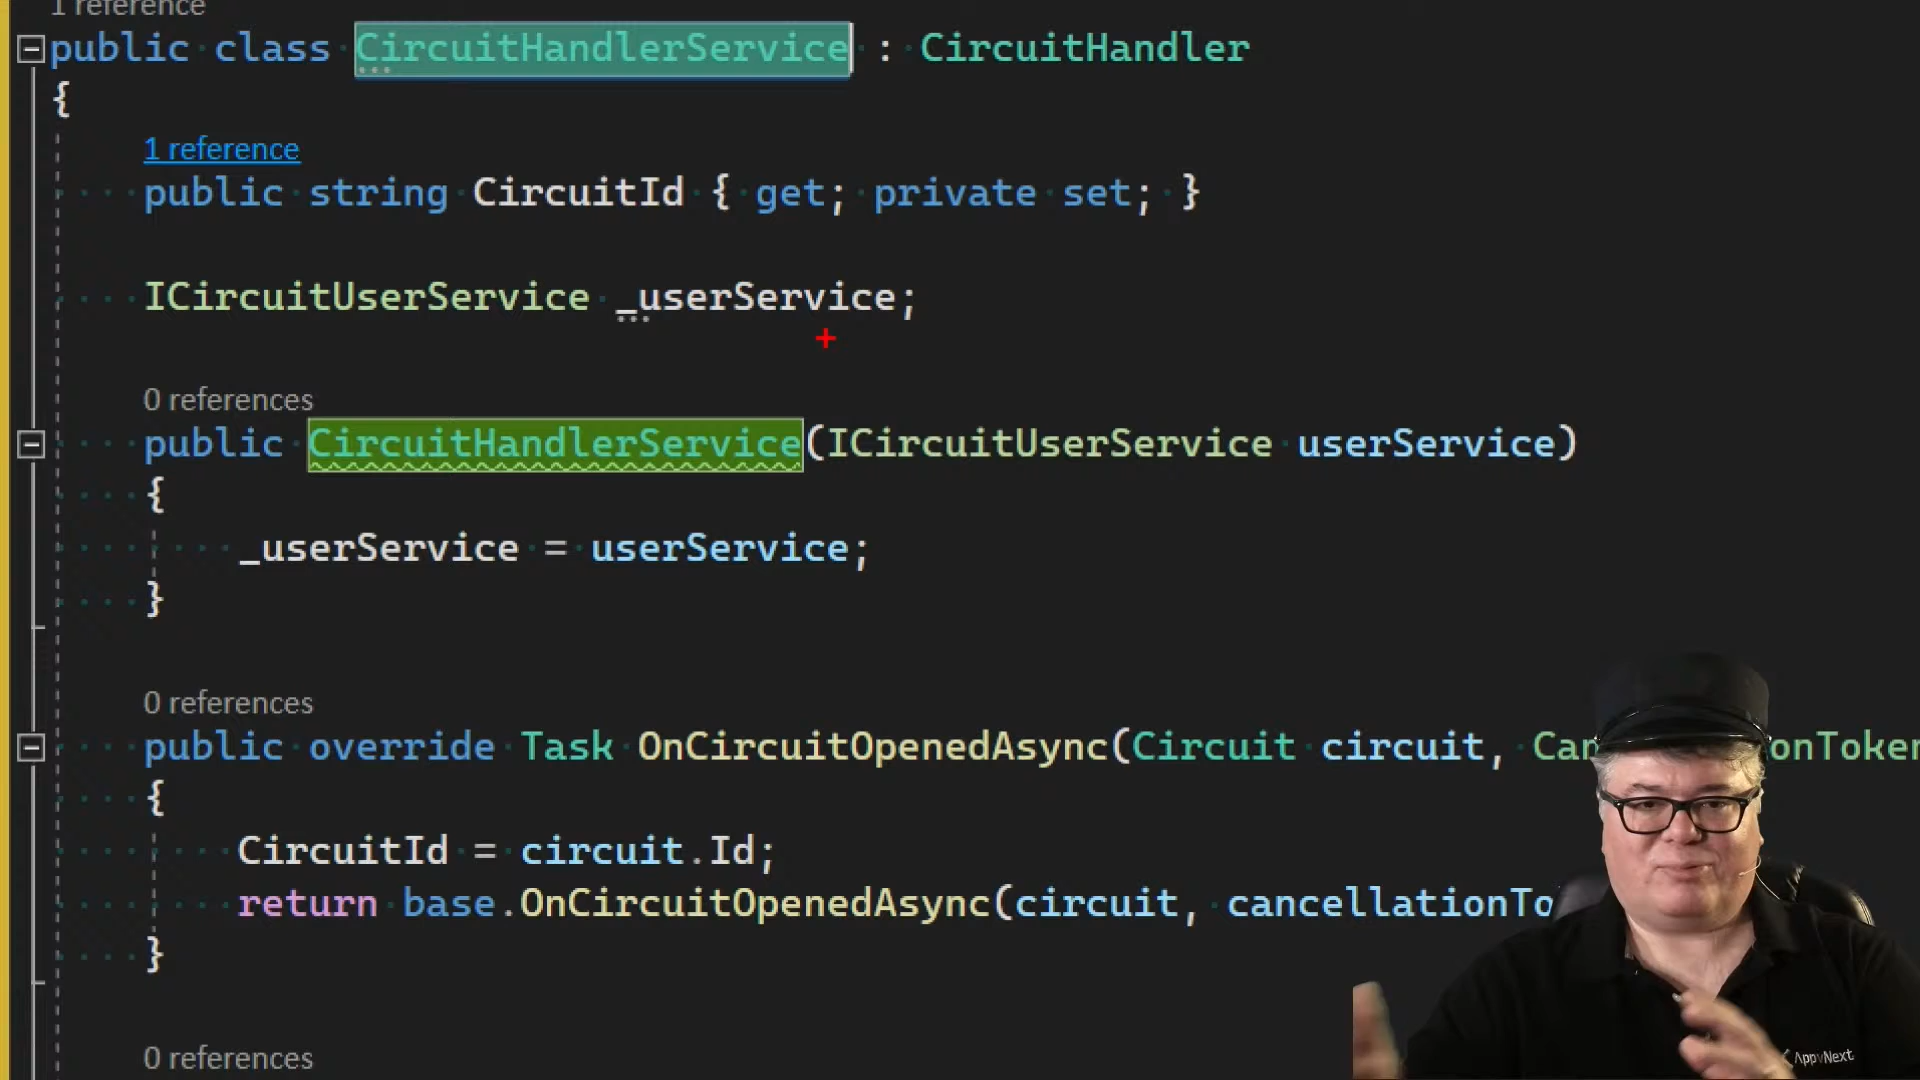 1 reference
public class CircuitHandlerService : CircuitHandler
{
1 reference
public string CircuitId { get; private set; }
ICircuitUserService _userService;
0 references
public CircuitHandlerService(ICircuitUserService userService)
{
_userService = userService;
}
0 references
public override Task OnCircuitOpenedAsync(Circuit circuit, Can onToken
{
CircuitId = circuit.Id;
return base.OnCircuitOpenedAsync(circuit, cancellationTo
}
0 references
AppvNext